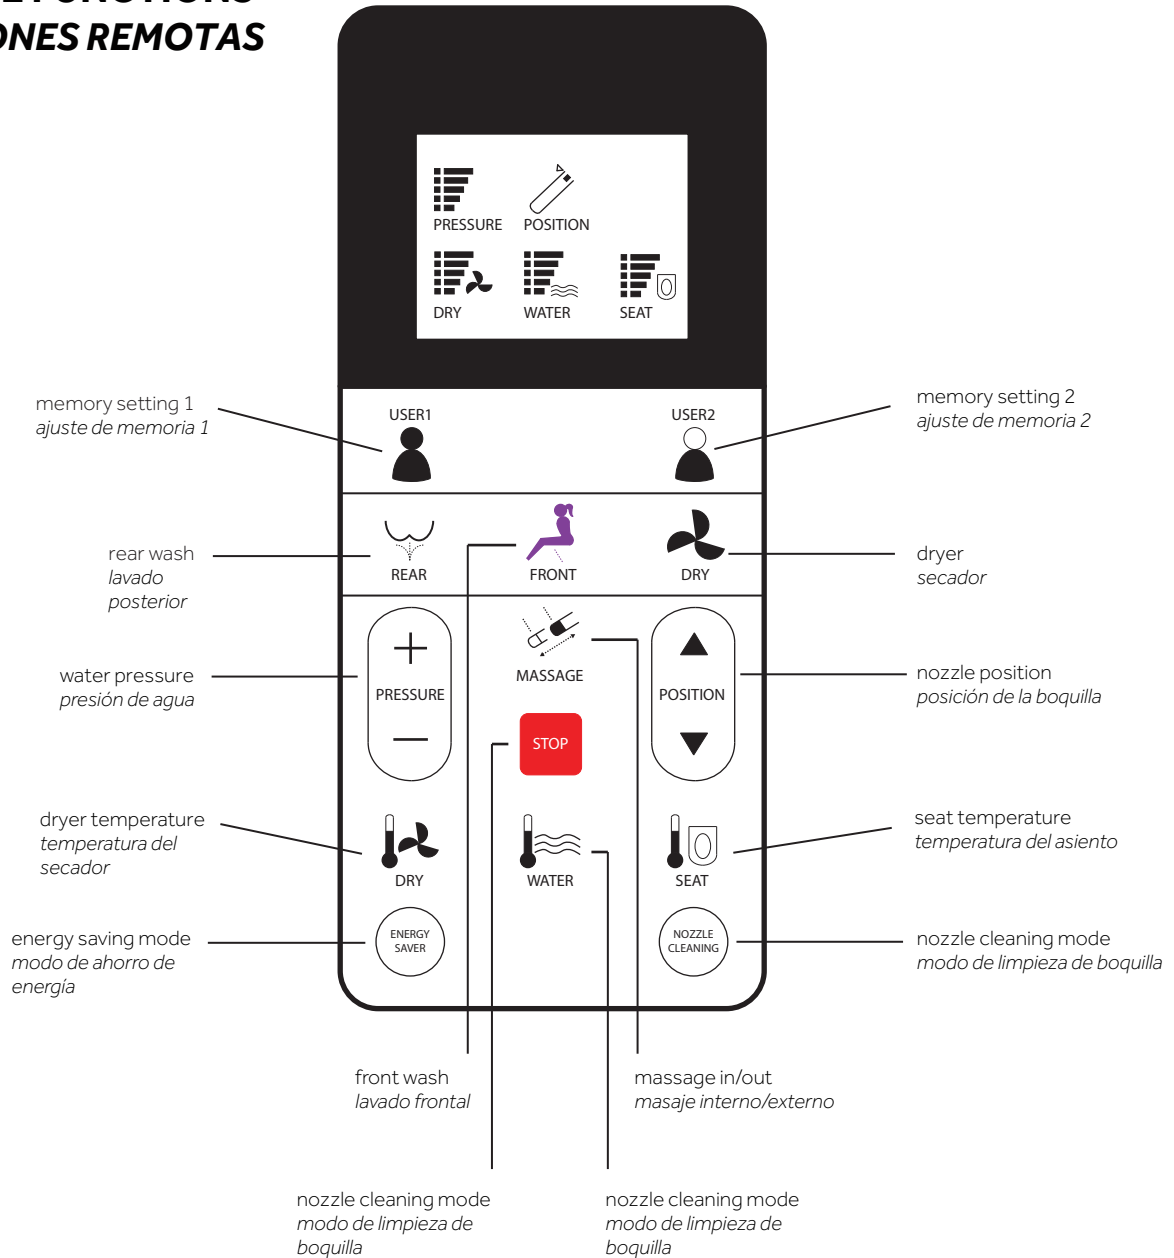 ONES REMOTAS
PRESSURE POSITION
DRY WATER SEAT
USER1 USER2
memory setting 1
ajuste de memoria 1
memory setting 2
ajuste de memoria 2
REAR FRONT DRY
rear wash
lavado
posterior
dryer
secador
MASSAGE
PRESSURE POSITION
water pressure
presión de agua
nozzle position
posición de la boquilla
STOP
dryer temperature
temperatura del
secador
seat temperature
temperatura del asiento
DRY WATER SEAT
ENERGY
SAVER
NOZZLE
CLEANING
energy saving mode
modo de ahorro de
energía
nozzle cleaning mode
modo de limpieza de boquilla
front wash
lavado frontal
massage in/out
masaje interno/externo
nozzle cleaning mode
modo de limpieza de
boquilla
nozzle cleaning mode
modo de limpieza de
boquilla